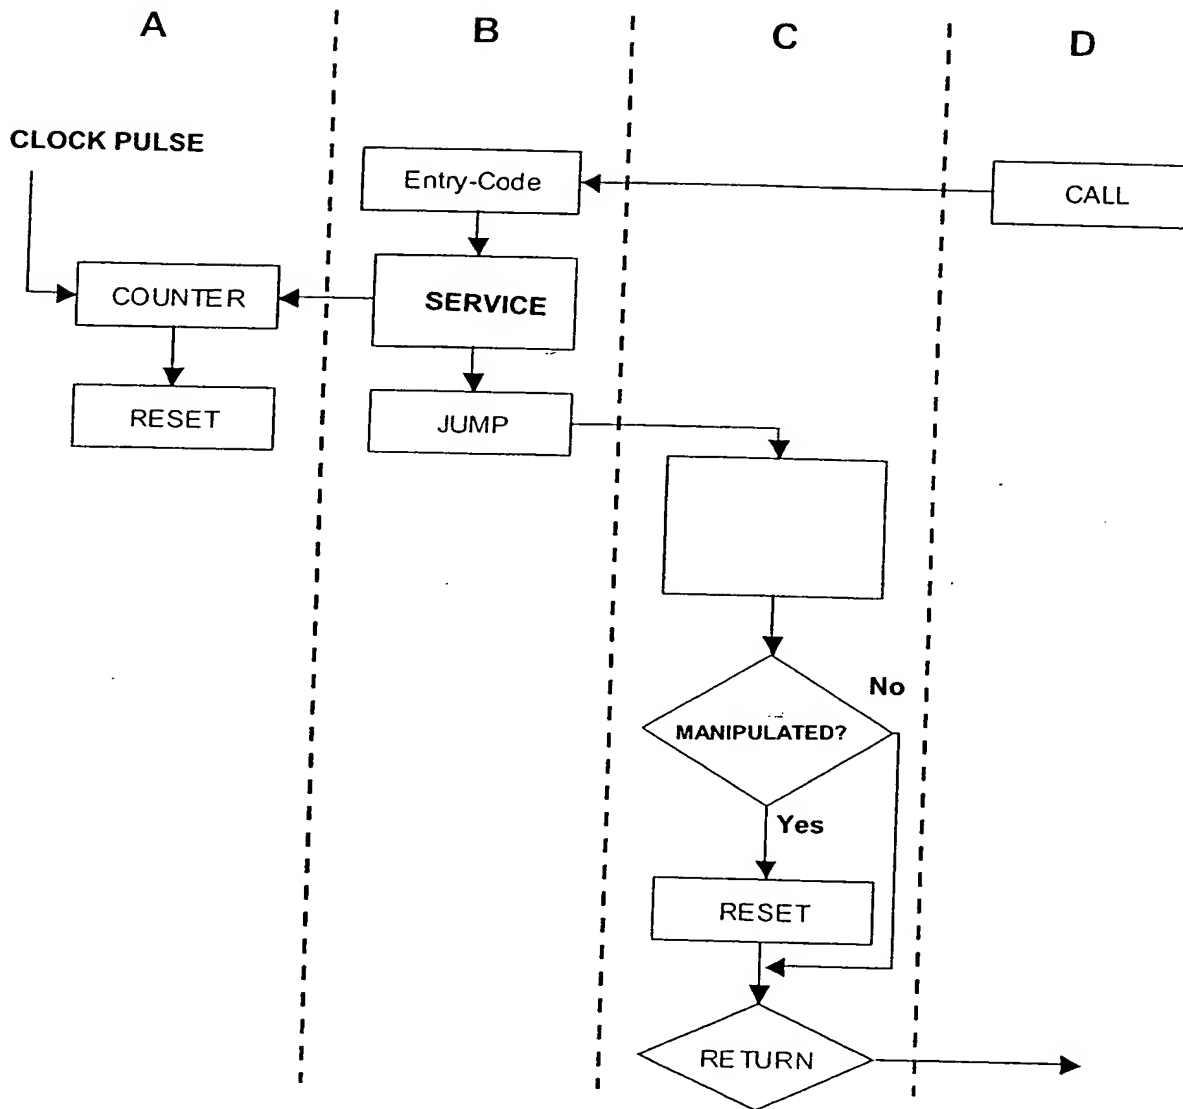 A
B
C
D
CLOCK PULSE
Entry-Code
CALL
COUNTER
SERVICE
RESET
JUMP
No
MANIPULATED?
Yes
RESET
RETURN